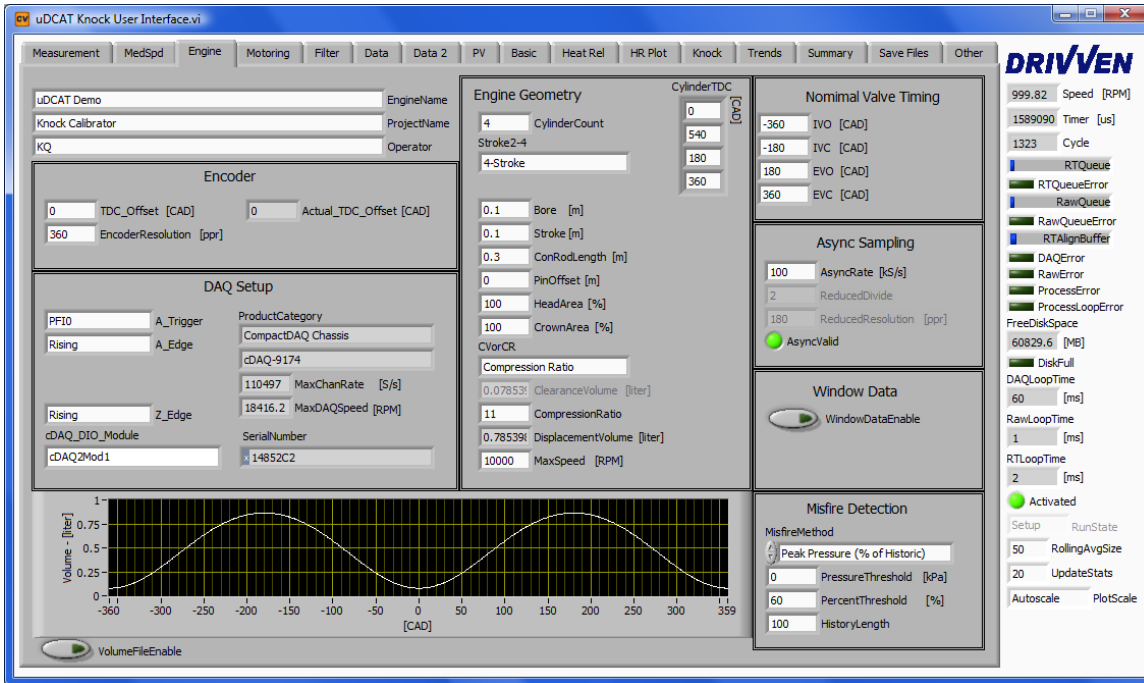 CV uDCAT Knock User Interface.vi
Measurement MedSpd Engine Motoring Filter Data Data 2 PV Basic Heat Rel HR Plot Knock Trends Summary Save Files Other
uDCAT Demo EngineName
Knock Calibrator ProjectName
KQ Operator
Encoder
0 TDC_Offset [CAD] 0 Actual_TDC_Offset [CAD]
360 EncoderResolution [ppr]
DAQ Setup
PFI0 A_Trigger
Rising A_Edge
Rising Z_Edge
cDAQ_DIO_Module
cDAQ2Mod1
ProductCategory
CompactDAQ Chassis
cDAQ-9174
110497 MaxChanRate [S/s]
18416.2 MaxDAQSpeed [RPM]
SerialNumber
x 14852C2
Engine Geometry
4 CylinderCount
Stroke2-4
4-Stroke
CylinderTDC
[CAD]
0
540
180
360
0.1 Bore [m]
0.1 Stroke [m]
0.3 ConRodLength [m]
0 PinOffset [m]
100 HeadArea [%]
100 CrownArea [%]
CVorCR
Compression Ratio
0.07853 ClearanceVolume [liter]
11 CompressionRatio
0.78539 DisplacementVolume [liter]
10000 MaxSpeed [RPM]
Nomimal Valve Timing
-360 IVO [CAD]
-180 IVC [CAD]
180 EVO [CAD]
360 EVC [CAD]
Async Sampling
100 AsyncRate [kS/s]
2 ReducedDivide
180 ReducedResolution [ppr]
AsyncValid
Window Data
WindowDataEnable
Misfire Detection
MisfireMethod
Peak Pressure (% of Historic)
0 PressureThreshold [kPa]
60 PercentThreshold [%]
100 HistoryLength
Volume - [liter]
1
0.75
0.5
0.25
0
-360 -300 -250 -200 -150 -100 -50 0 50 100 150 200 250 300 359
[CAD]
VolumeFileEnable
DRIVVEN
999.82 Speed [RPM]
1589090 Timer [us]
1323 Cycle
RTQueue
RTQueueError
RawQueue
RawQueueError
RTAlignBuffer
DAQError
RawError
ProcessError
ProcessLoopError
FreeDiskSpace
60829.6 [MB]
DiskFull
DAQLoopTime
60 [ms]
RawLoopTime
1 [ms]
RTLoopTime
2 [ms]
Activated
Setup RunState
50 RollingAvgSize
20 UpdateStats
Autoscale PlotScale